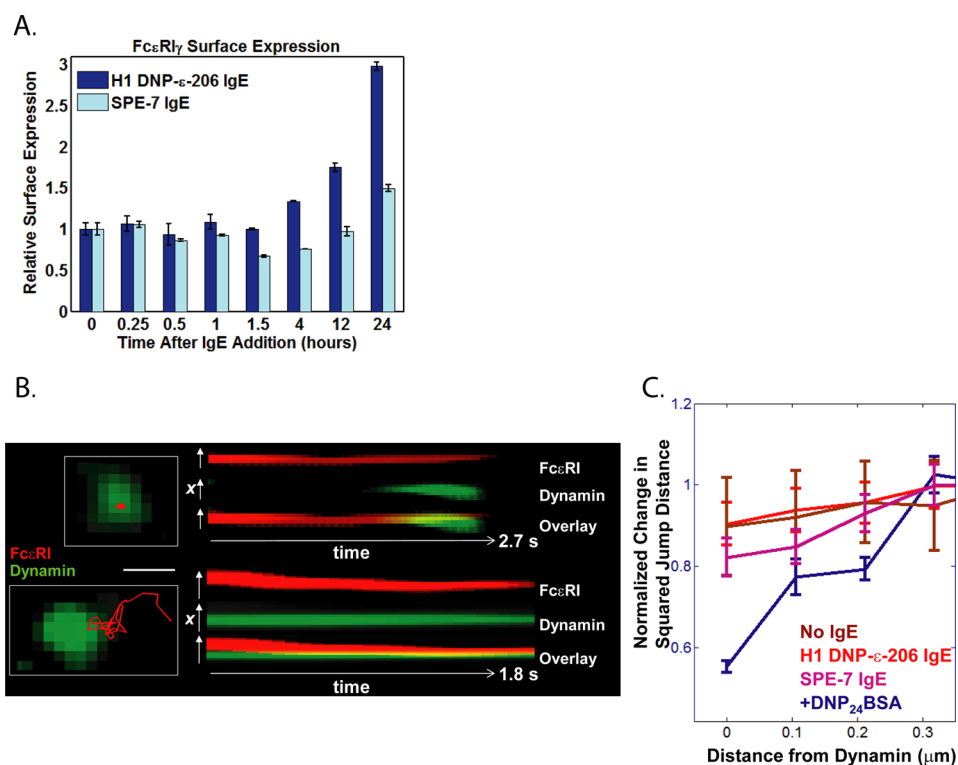 A.
FcεRIγ Surface Expression
Relative Surface Expression
3
2.5
2
1.5
1
0.5
0
H1 DNP-ε-206 IgE
SPE-7 IgE
0 0.25 0.5 1 1.5 4 12 24
Time After IgE Addition (hours)
B.
FcεRI
Dynamin
x
FcεRI
Dynamin
Overlay
time
2.7 s
x
FcεRI
Dynamin
Overlay
time
1.8 s
C.
Normalized Change in
Squared Jump Distance
1.2
1
0.8
0.6
No IgE
H1 DNP-ε-206 IgE
SPE-7 IgE
+DNP₂₄BSA
0 0.1 0.2 0.3
Distance from Dynamin (μm)